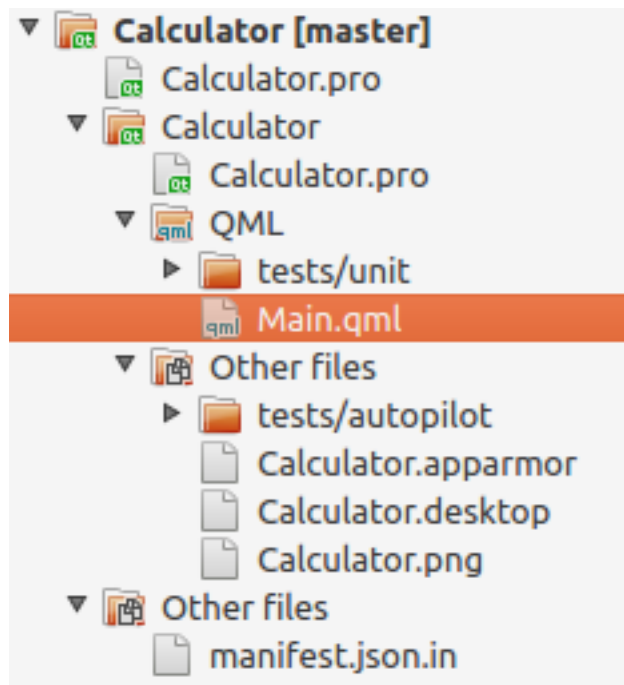 Calculator [master]
Calculator.pro
Calculator
Calculator.pro
QML
tests/unit
Main.qml
Other files
tests/autopilot
Calculator.apparmor
Calculator.desktop
Calculator.png
Other files
manifest.json.in